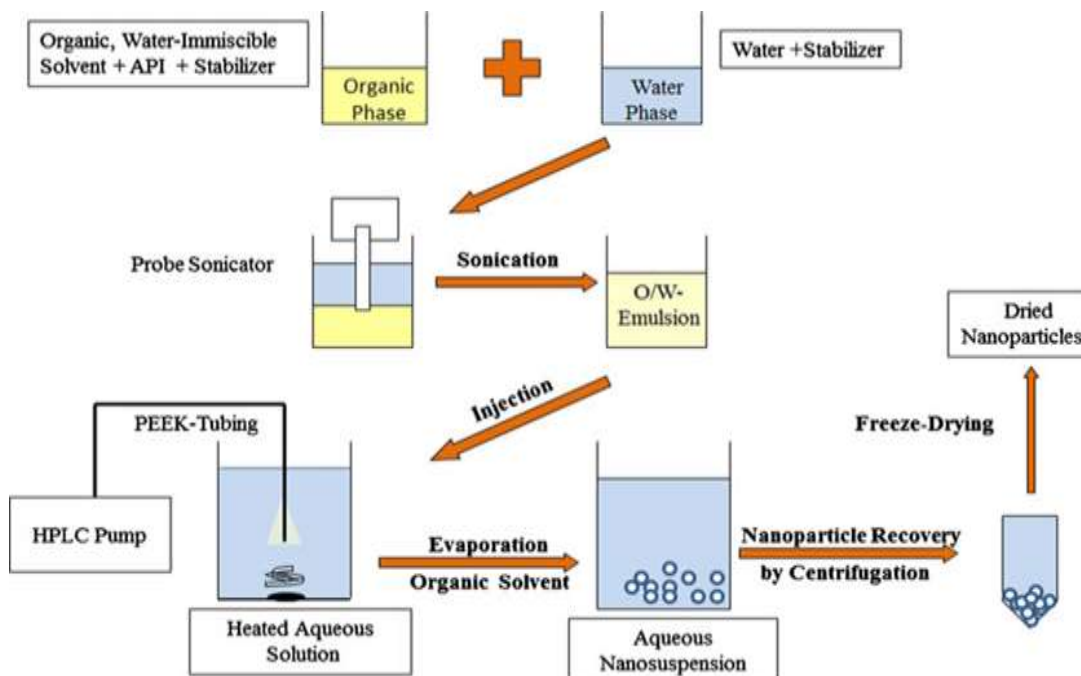 Organic, Water-Immiscible
Solvent + API + Stabilizer
Organic
Phase
Water
Phase
Water +Stabilizer
Probe Sonicator
Sonication
O/W-
Emulsion
Dried
Nanoparticles
Injection
PEEK-Tubing
Freeze-Drying
HPLC Pump
Evaporation
Organic Solvent
Nanoparticle Recovery
by Centrifugation
Heated Aqueous
Solution
Aqueous
Nanosuspension